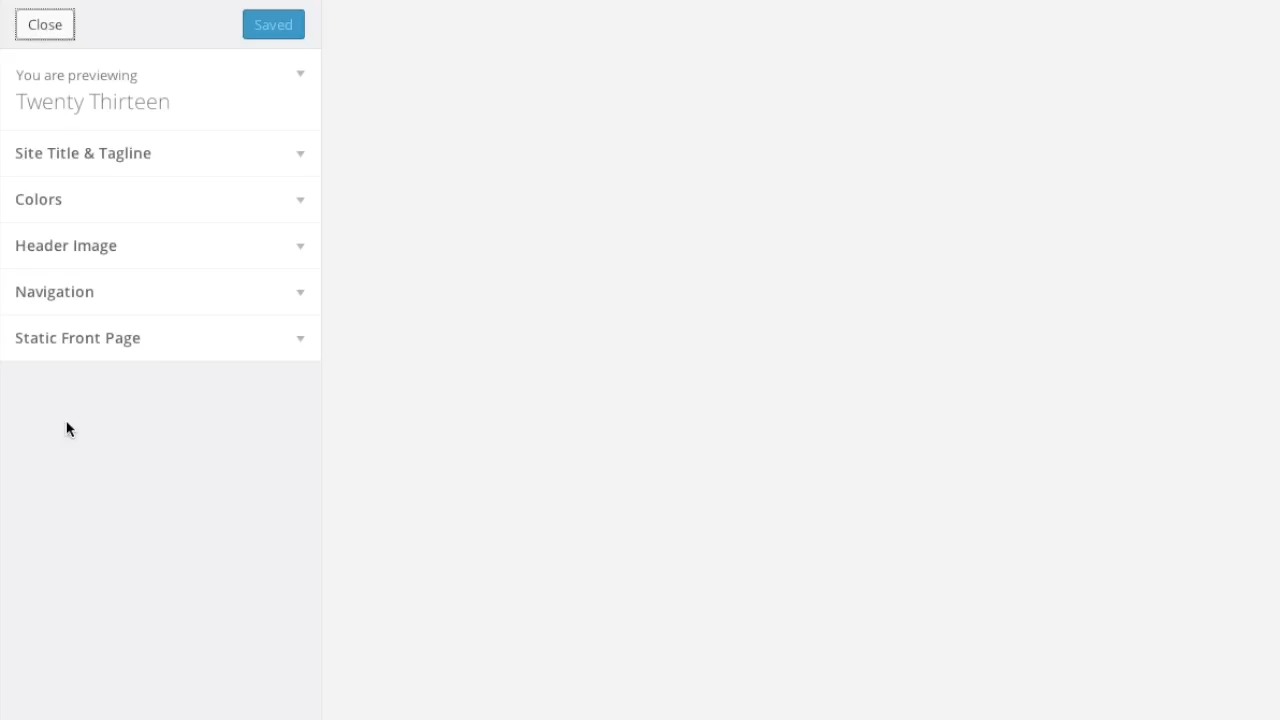 Close
Saved
You are previewing
Twenty Thirteen
Site Title & Tagline
Colors
Header Image
Navigation
Static Front Page